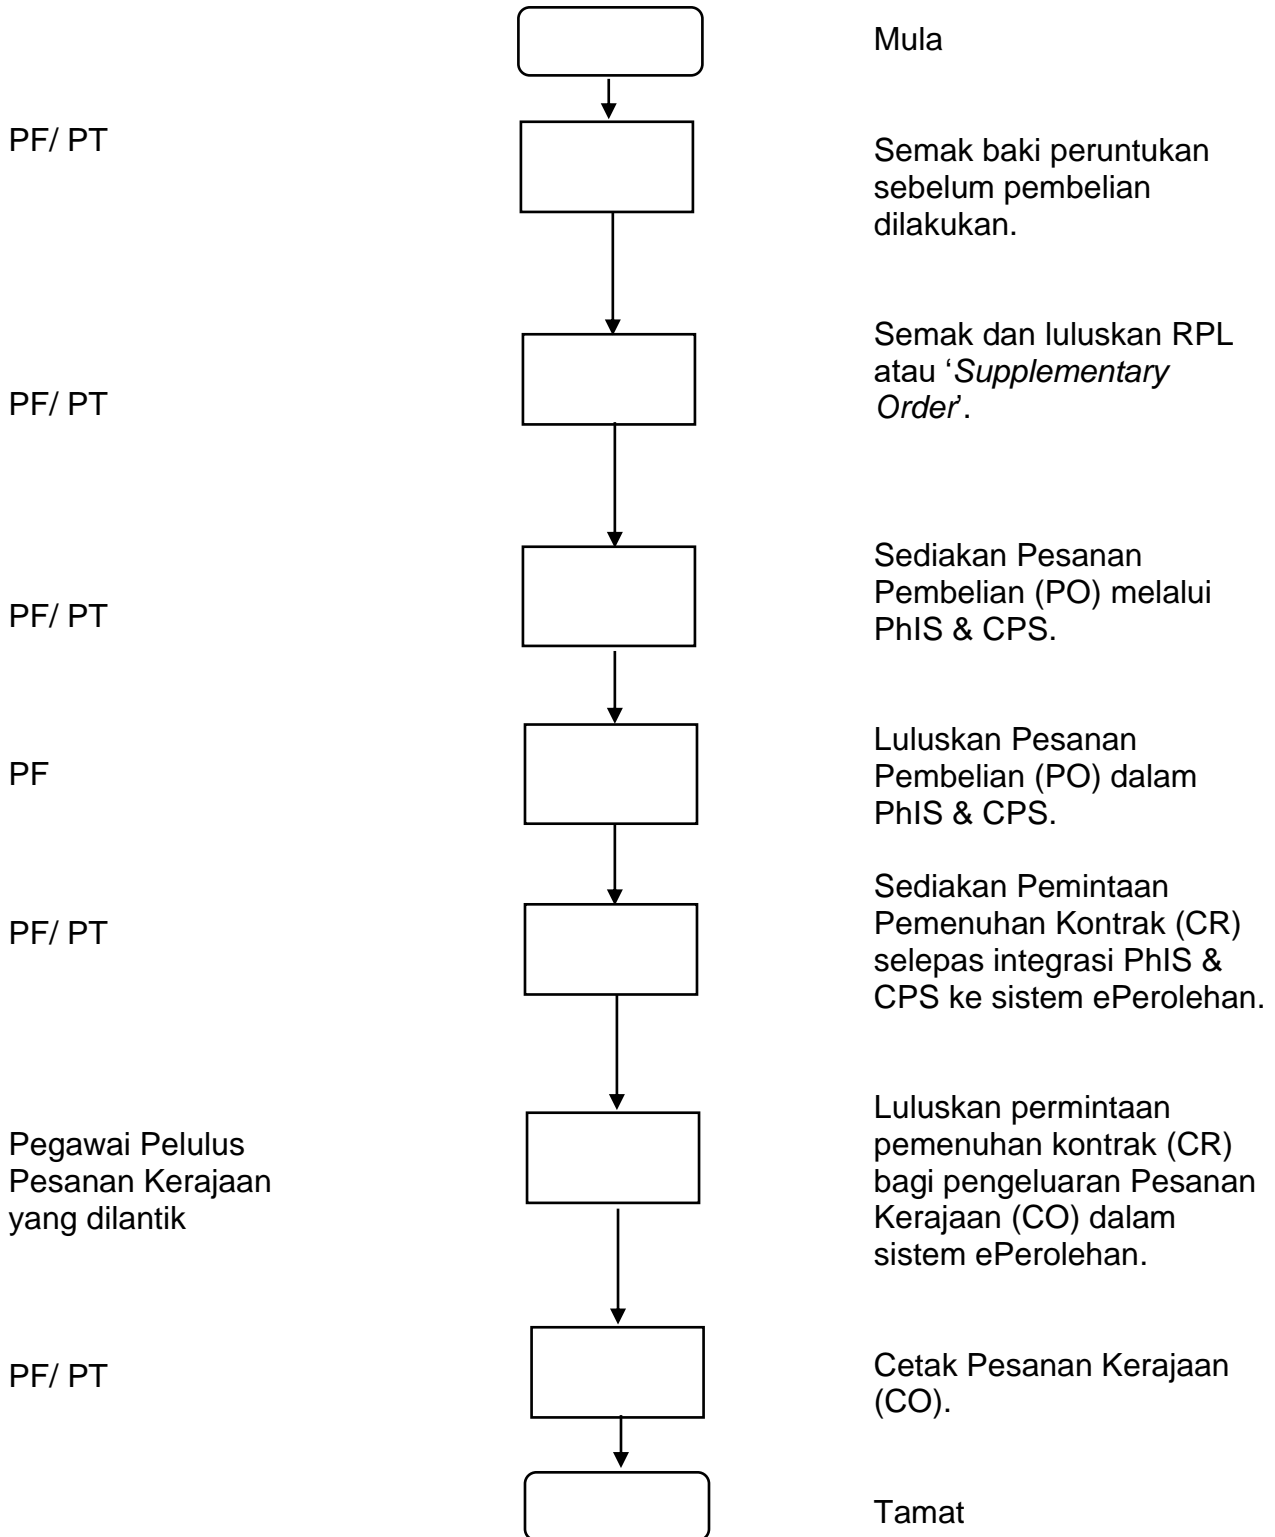 Mula
PF/ PT
Semak baki peruntukan
sebelum pembelian
dilakukan.
PF/ PT
Semak dan luluskan RPL
atau ‘Supplementary
Order’.
PF/ PT
Sediakan Pesanan
Pembelian (PO) melalui
PhIS & CPS.
PF
Luluskan Pesanan
Pembelian (PO) dalam
PhIS & CPS.
PF/ PT
Sediakan Pemintaan
Pemenuhan Kontrak (CR)
selepas integrasi PhIS &
CPS ke sistem ePerolehan.
Pegawai Pelulus
Pesanan Kerajaan
yang dilantik
Luluskan permintaan
pemenuhan kontrak (CR)
bagi pengeluaran Pesanan
Kerajaan (CO) dalam
sistem ePerolehan.
PF/ PT
Cetak Pesanan Kerajaan
(CO).
Tamat